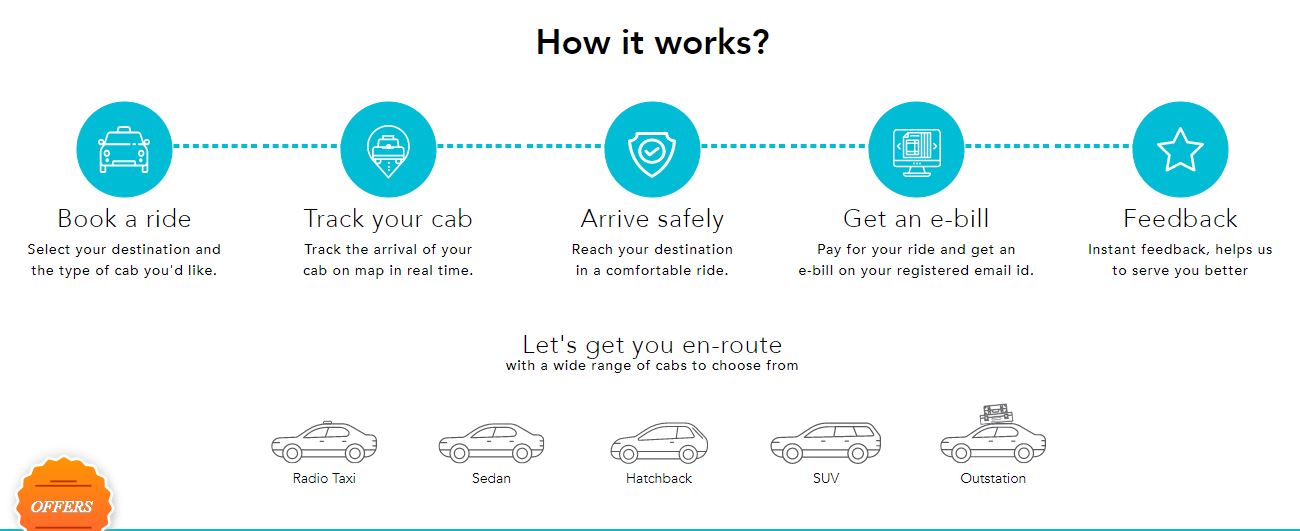 How it works?
Book a ride
Select your destination and
the type of cab you'd like.
Track your cab
Track the arrival of your
cab on map in real time.
Arrive safely
Reach your destination
in a comfortable ride.
Get an e-bill
Pay for your ride and get an
e-bill on your registered email id.
Feedback
Instant feedback, helps us
to serve you better
Let's get you en-route
with a wide range of cabs to choose from
Radio Taxi
Sedan
Hatchback
SUV
Outstation
OFFERS